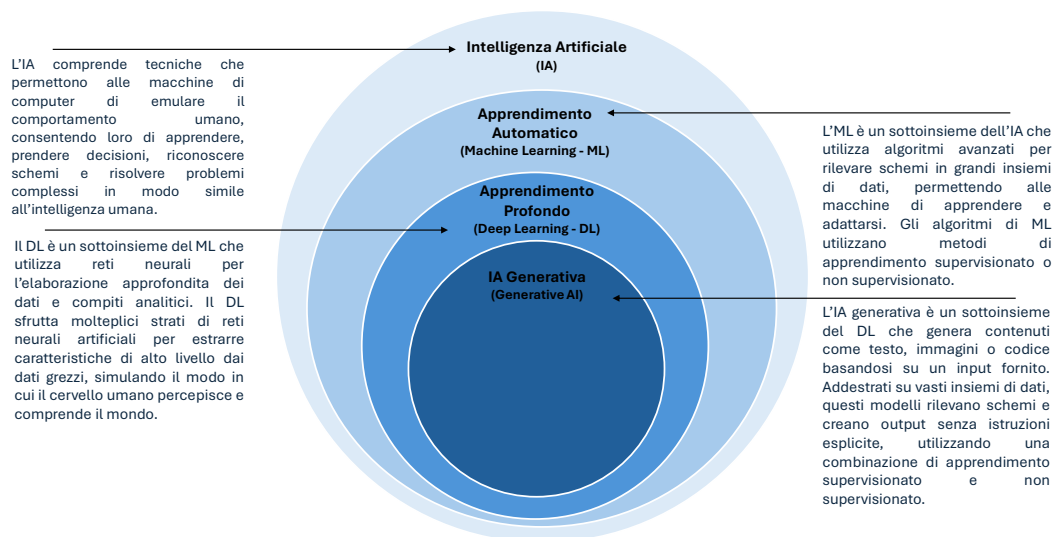 Intelligenza Artificiale
(IA)
L'IA comprende tecniche che
permettono alle macchine di
computer di emulare il
comportamento umano,
consentendo loro di apprendere,
prendere decisioni, riconoscere
schemi e risolvere problemi
complessi in modo simile
all'intelligenza umana.
Apprendimento
Automatico
(Machine Learning - ML)
L'ML è un sottoinsieme dell'IA che
utilizza algoritmi avanzati per
rilevare schemi in grandi insiemi
di dati, permettendo alle
macchine di apprendere e
adattarsi. Gli algoritmi di ML
utilizzano metodi di
apprendimento supervisionato o
non supervisionato.
Apprendimento
Profondo
(Deep Learning - DL)
Il DL è un sottoinsieme del ML che
utilizza reti neurali per
l'elaborazione approfondita dei
dati e compiti analitici. Il DL
sfrutta molteplici strati di reti
neurali artificiali per estrarre
caratteristiche di alto livello dai
dati grezzi, simulando il modo in
cui il cervello umano percepisce e
comprende il mondo.
IA Generativa
(Generative AI)
L'IA generativa è un sottoinsieme
del DL che genera contenuti
come testo, immagini o codice
basandosi su un input fornito.
Addestrati su vasti insiemi di dati,
questi modelli rilevano schemi e
creano output senza istruzioni
esplicite, utilizzando una
combinazione di apprendimento
supervisionato e non
supervisionato.